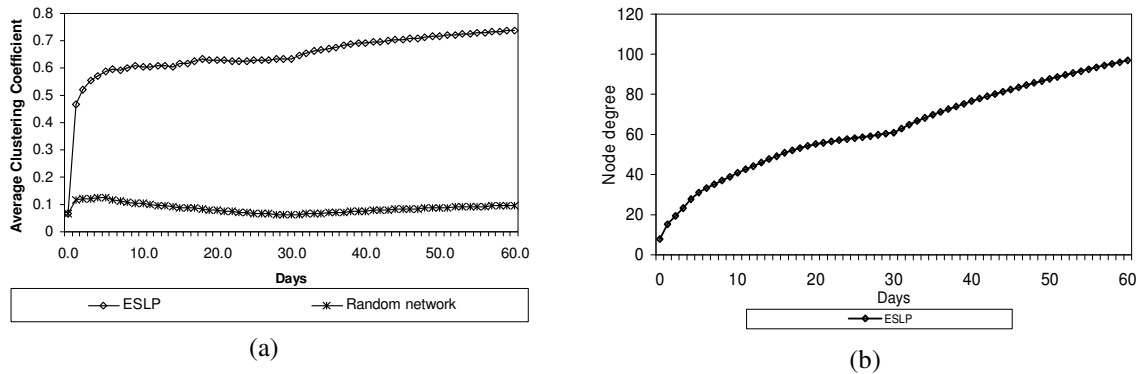 Average Clustering Coefficient
0.8
0.7
0.6
0.5
0.4
0.3
0.2
0.1
0
0.0 10.0 20.0 30.0 40.0 50.0 60.0
Days
ESLP Random network
(a)
Node degree
120
100
80
60
40
20
0
0 10 20 30 40 50 60
Days
ESLP
(b)